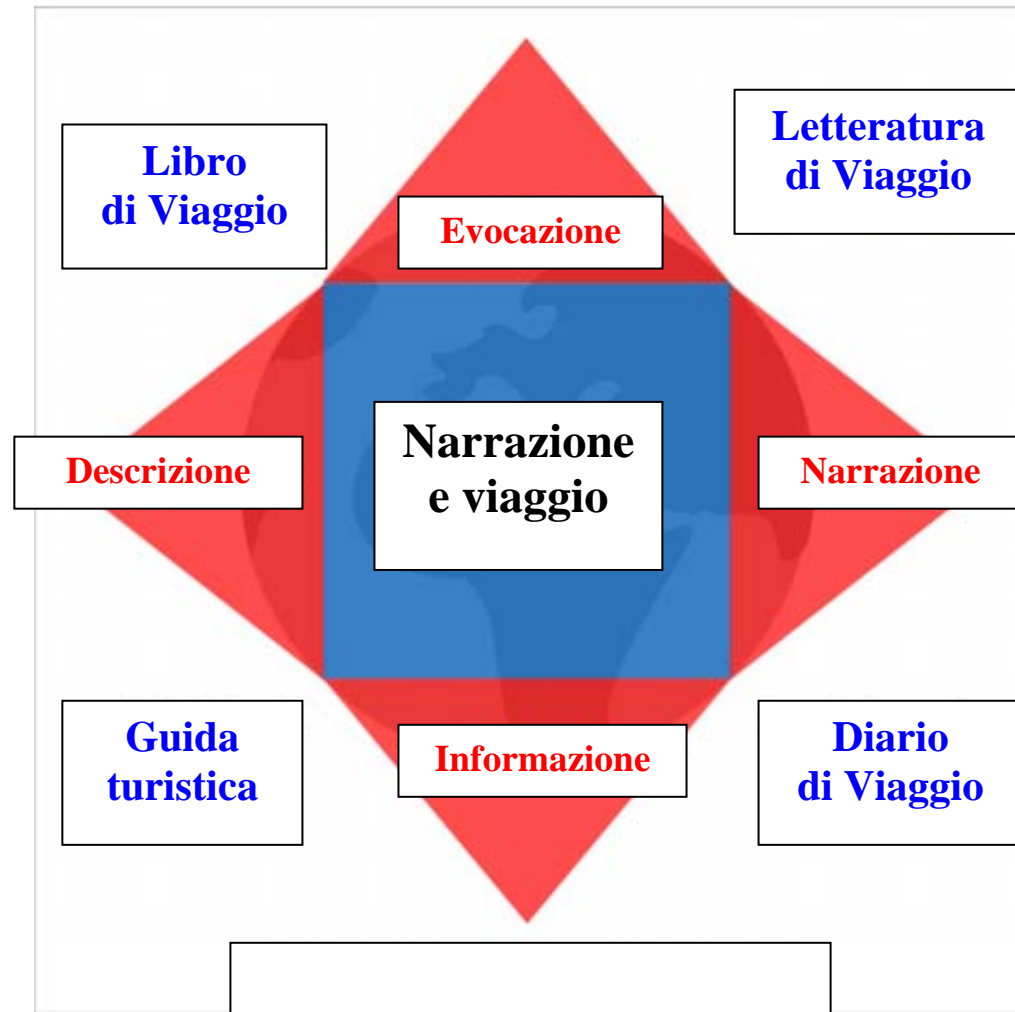 Libro
di Viaggio
Letteratura
di Viaggio
Evocazione
Descrizione
Narrazione
e viaggio
Narrazione
Guida
turistica
Informazione
Diario
di Viaggio